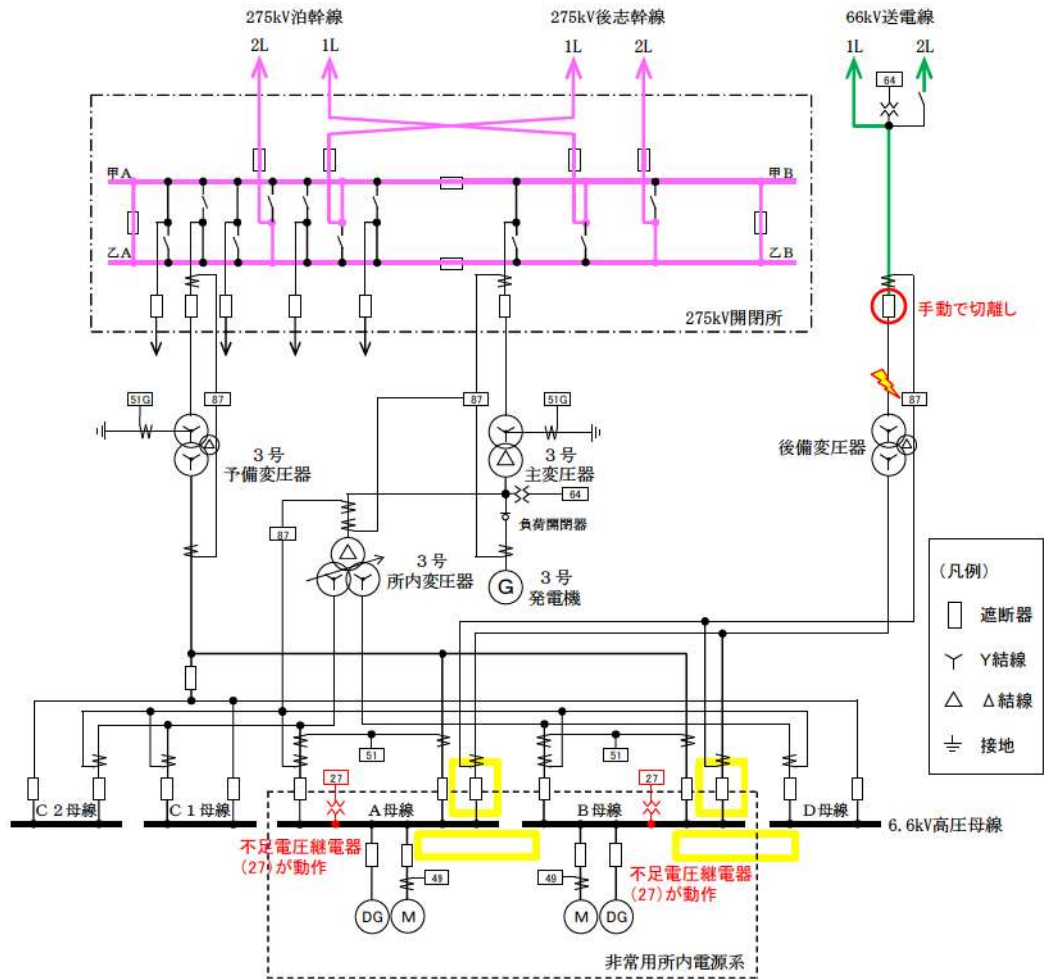 275kV泊幹線
275kV後志幹線
66kV送電線
2L
1L
1L
2L
1L
2L
64
甲A
甲B
乙A
乙B
275kV開閉所
手動で切離し
51G
87
87
51G
87
3号
予備変圧器
3号
主変圧器
後備変圧器
64
負荷開閉器
87
3号
所内変圧器
G
3号
発電機
(凡例)
遮断器
Y結線
Δ結線
接地
51
51
27
27
C2母線
C1母線
A母線
B母線
D母線
6.6kV高圧母線
不足電圧継電器
(27)が動作
不足電圧継電器
(27)が動作
49
49
DG
M
M
DG
非常用所内電源系